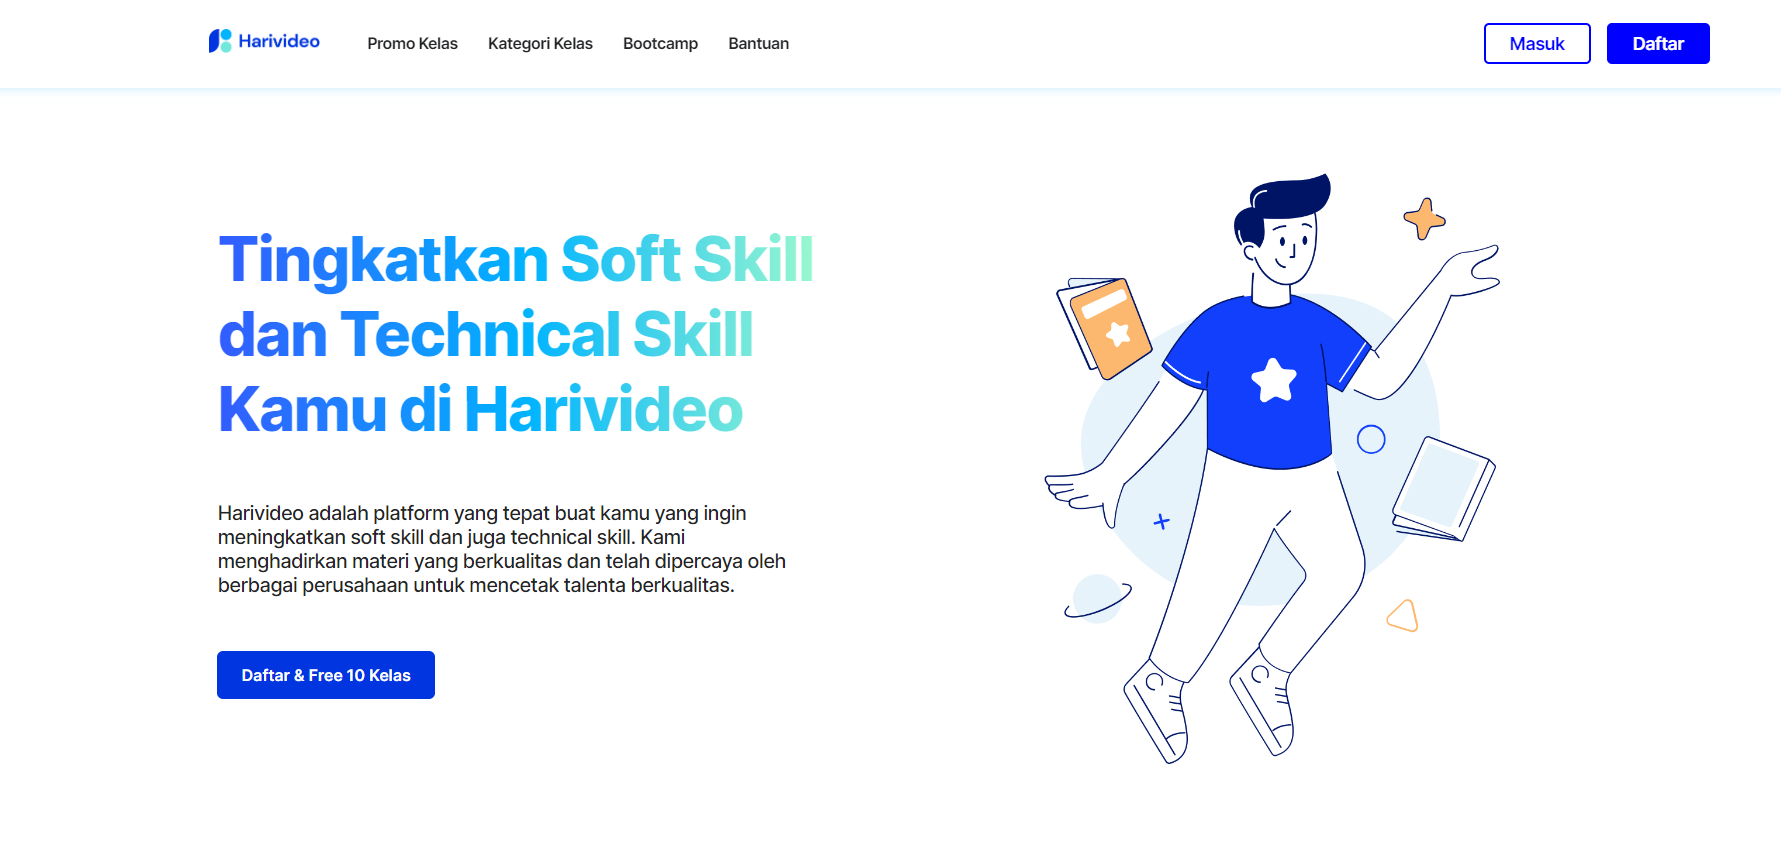 Harivideo
Promo Kelas
Kategori Kelas
Bootcamp
Bantuan
Masuk
Daftar
Tingkatkan Soft Skill
dan Technical Skill
Kamu di Harivideo
Harivideo adalah platform yang tepat buat kamu yang ingin
meningkatkan soft skill dan juga technical skill. Kami
menghadirkan materi yang berkualitas dan telah dipercaya oleh
berbagai perusahaan untuk mencetak talenta berkualitas.
Daftar & Free 10 Kelas